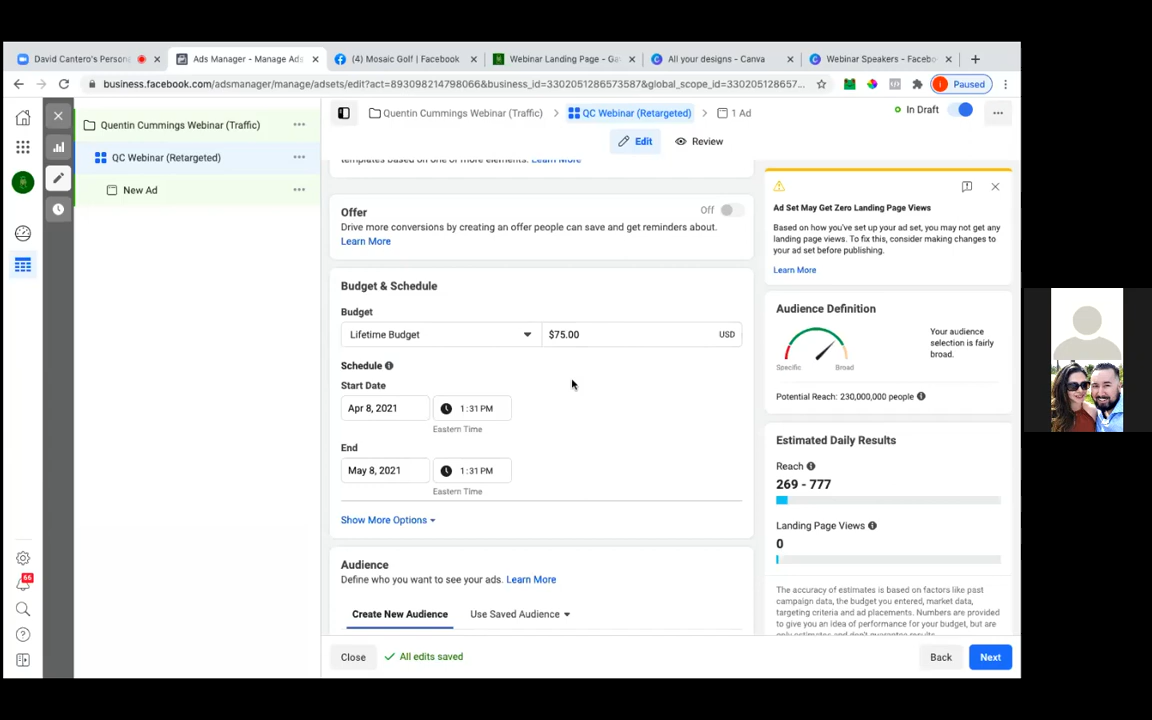 David Cantero's Person
Ads Manager - Manage Ads
(4) Mosaic Golf | Facebook
Webinar Landing Page - Ga
All your designs - Canva
Webinar Speakers - Facebo
business.facebook.com/adsmanager/manage/adsets/edit?act=893098214798066&business_id=3302051286573587&global_scope_id=330205128657
Paused
Quentin Cummings Webinar (Traffic)
QC Webinar (Retargeted)
New Ad
Quentin Cummings Webinar (Traffic)
QC Webinar (Retargeted)
1 Ad
In Draft
Edit
Review
templates based on one or more elements. Learn More
Offer
Off
Drive more conversions by creating an offer people can save and get reminders about.
Learn More
Budget & Schedule
Budget
Lifetime Budget
$75.00
USD
Schedule
Start Date
Apr 8, 2021
1:31 PM
Eastern Time
End
May 8, 2021
1:31 PM
Eastern Time
Show More Options
Audience
Define who you want to see your ads. Learn More
Create New Audience
Use Saved Audience
Close
All edits saved
Back
Next
Ad Set May Get Zero Landing Page Views
Based on how you've set up your ad set, you may not get any
landing page views. To fix this, consider making changes to
your ad set before publishing.
Learn More
Audience Definition
Your audience
selection is fairly
broad.
Specific
Broad
Potential Reach: 230,000,000 people
Estimated Daily Results
Reach
269 - 777
Landing Page Views
0
The accuracy of estimates is based on factors like past
campaign data, the budget you entered, market data,
targeting criteria and ad placements. Numbers are provided
to give you an idea of performance for your budget, but are
only estimates and don't guarantee results.
66